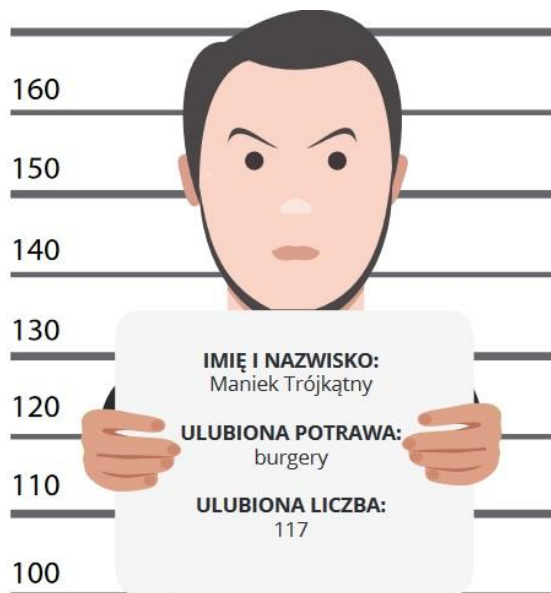 160
150
140
130
120
110
100
IMIĘ I NAZWISKO:
Maniek Trójkątny
ULUBIONA POTRAWA:
burgery
ULUBIONA LICZBA:
117